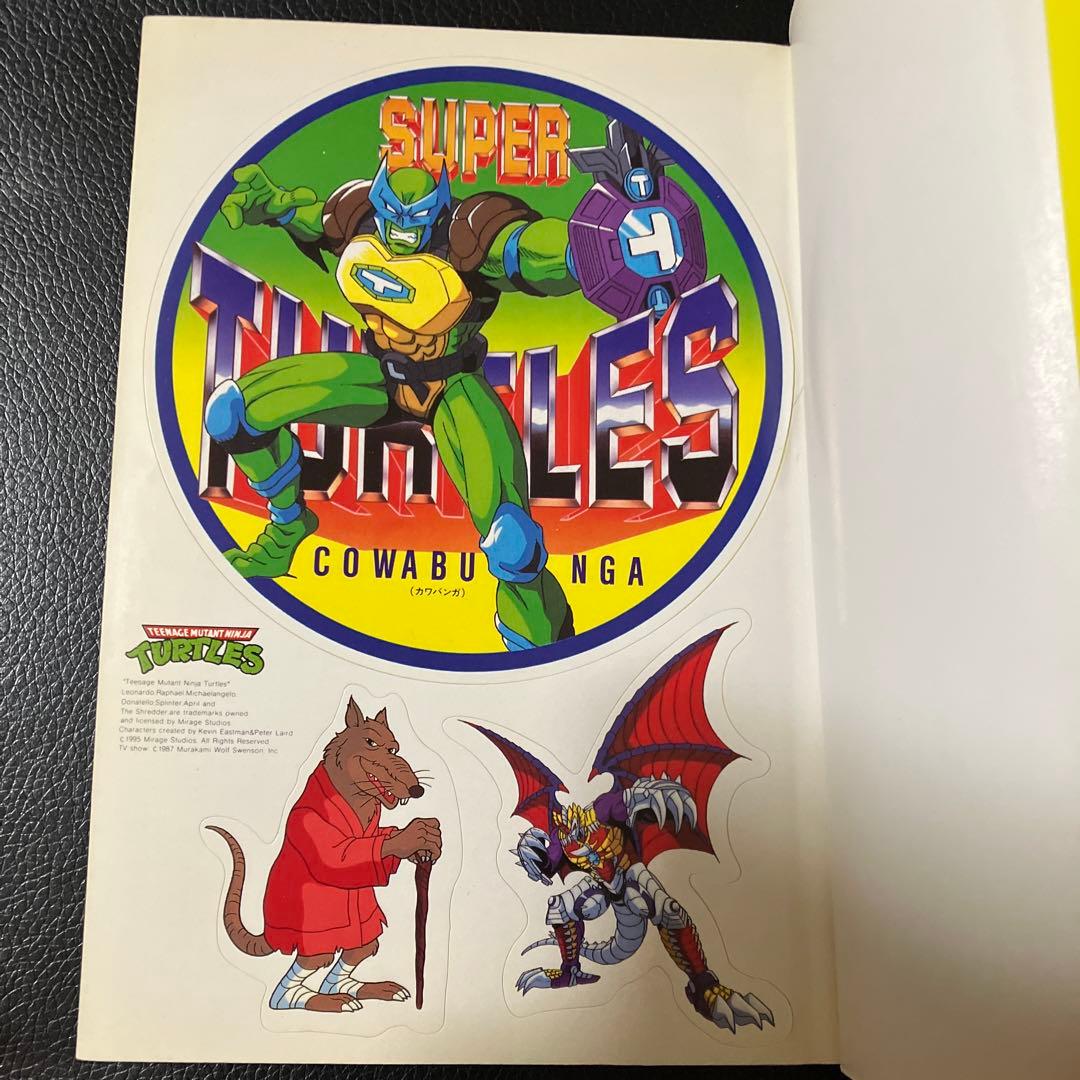 SUPER
T
T
T
T
TURTLES
COWABUNGA
(カワバンガ)
TEENAGE MUTANT NINJA
TURTLES
"Teenage Mutant Ninja Turtles"
Leonardo.Raphael.Michaelangelo.
Donatello.Splinter.April and
The Shredder.are trademarks owned
and licensed by Mirage Studios.
Characters created by Kevin Eastman&Peter Laird
©1995 Mirage Studios. All Rights Reserved.
TV show: ©1987 Murakami Wolf Swenson, Inc.